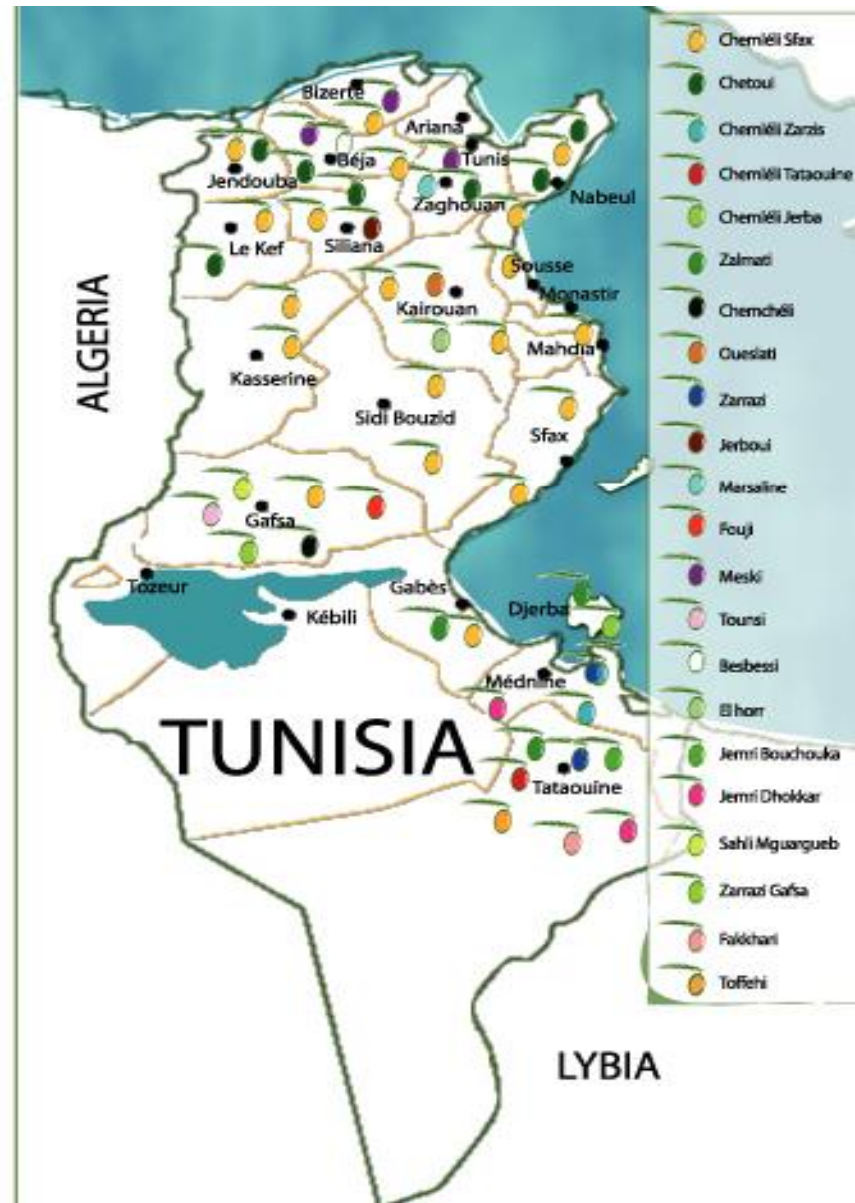 Bizerte
Ariana
Béja
Tunis
Jendouba
Zaghouan
Nabeul
Le Kef
Siliana
Sousse
Kairouan
Monastir
Mahdia
Kasserine
Sidi Bouzid
Sfax
ALGERIA
Gafsa
Tozeur
Gabès
Djerba
Kébili
Médnine
TUNISIA
Tataouine
LYBIA
Chemléli Sfax
Chetoui
Chemléli Zarzis
Chemléli Tataouine
Chemléli Jerba
Zalmati
Chemchéli
Oueslati
Zarrazi
Jerboui
Marsaline
Fouji
Meski
Tounsi
Besbessi
El horr
Jemri Bouchouka
Jemri Dhokkar
Sahli Mguargueb
Zarrazi Gafsa
Fakkhari
Toffehi